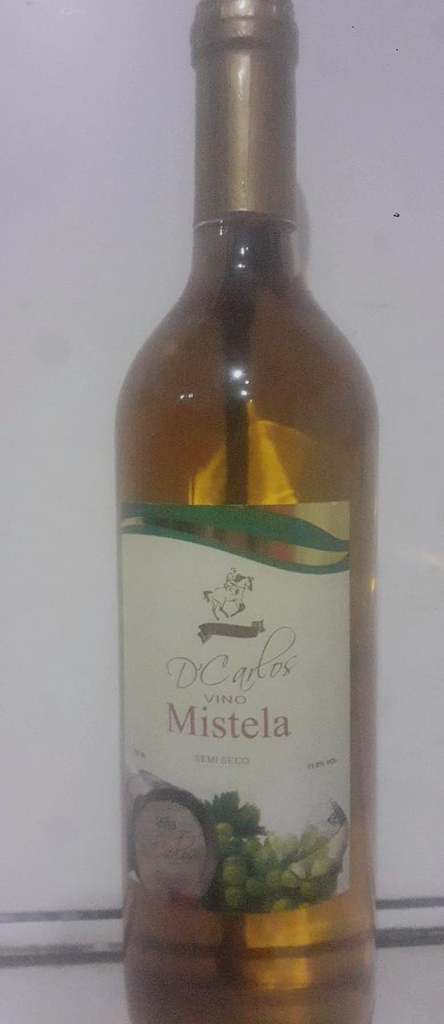 D'Carlos
VINO
Mistela
SEMI SECO